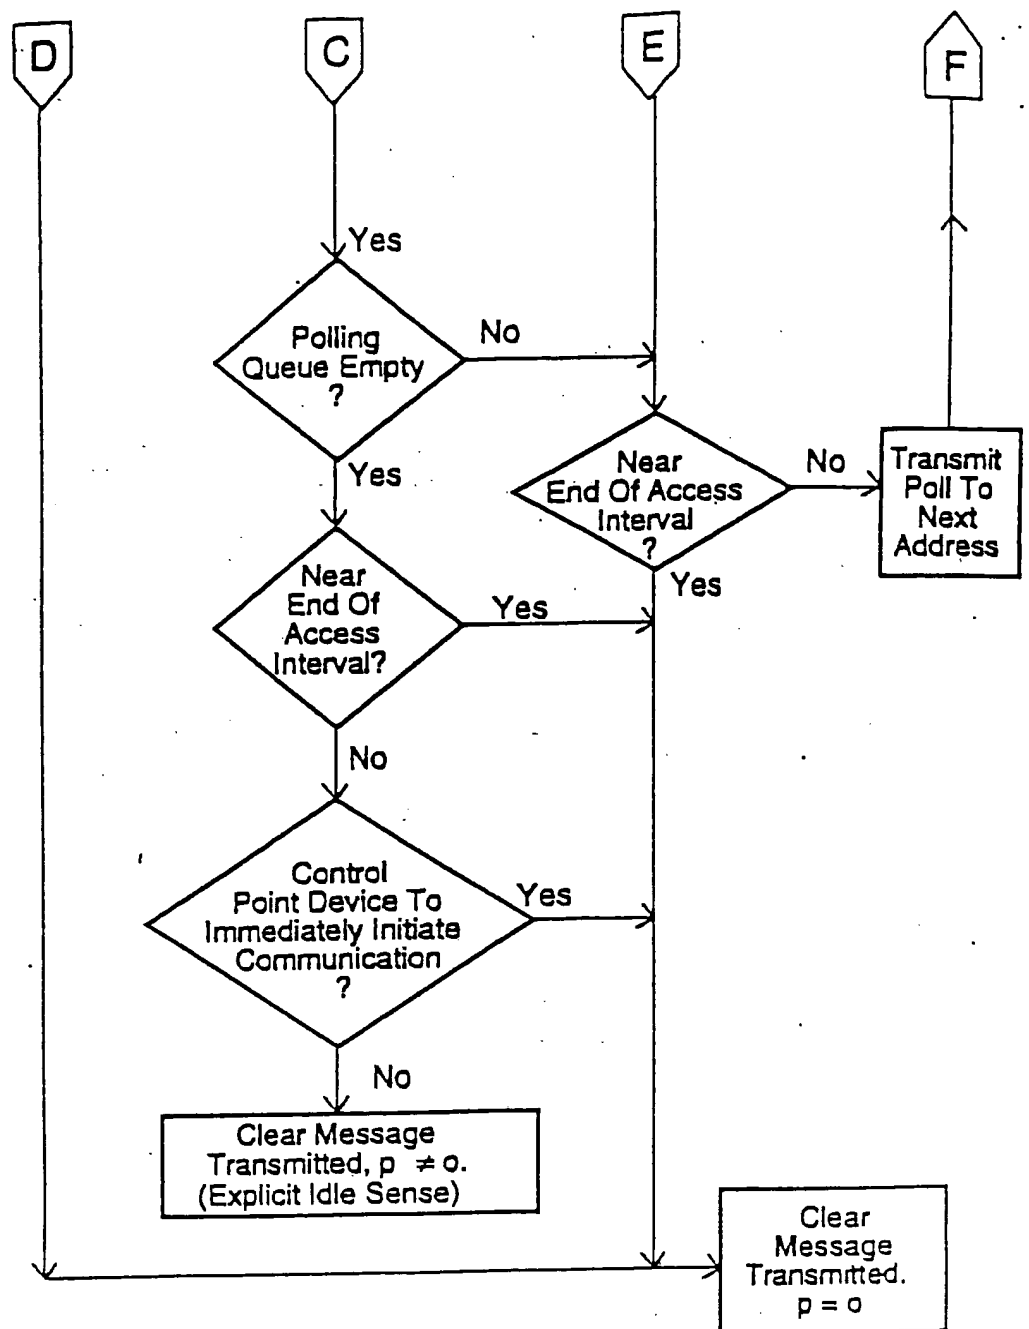 D
C
E
F
Yes
Polling
Queue Empty
?
No
Yes
Near
End Of Access
Interval
?
No
Transmit
Poll To
Next
Address
Yes
Near
End Of
Access
Interval?
Yes
No
Control
Point Device To
Immediately Initiate
Communication
?
Yes
No
Clear Message
Transmitted, p ≠ o.
(Explicit Idle Sense)
Clear
Message
Transmitted.
p = o